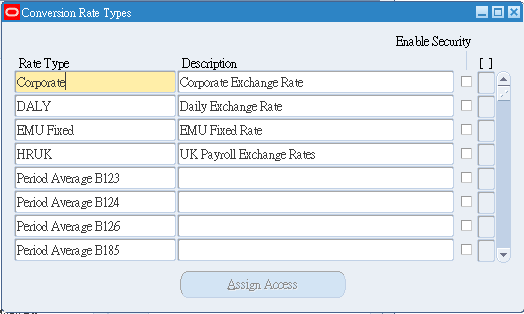 Conversion Rate Types
Enable Security
Rate Type Description [ ]
Corporate Corporate Exchange Rate
DALY Daily Exchange Rate
EMU Fixed EMU Fixed Rate
HRUK UK Payroll Exchange Rates
Period Average B123
Period Average B124
Period Average B126
Period Average B185
Assign Access